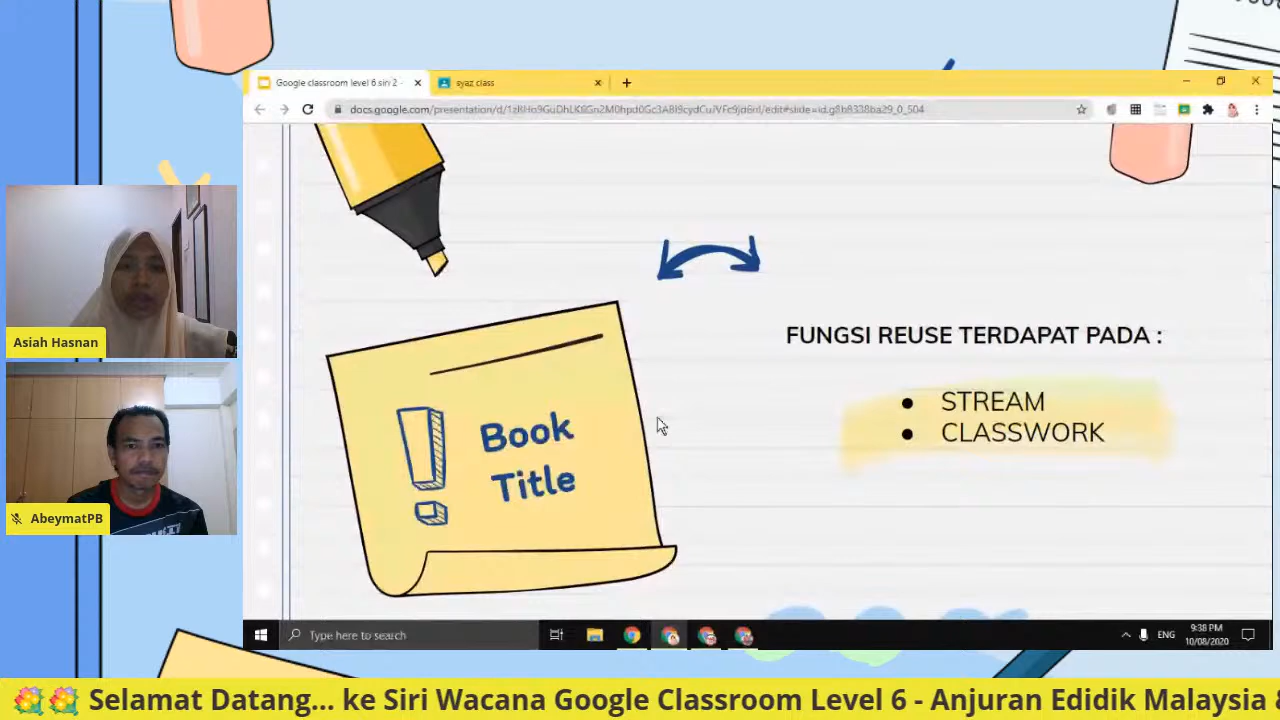 Google classroom level 6 siri 2 -
syaz class
Asiah Hasnan
AbeymatPB
Book
Title
FUNGSI REUSE TERDAPAT PADA :
• STREAM
• CLASSWORK
Type here to search
ENG
9:38 PM
10/08/2020
💐💐 Selamat Datang... ke Siri Wacana Google Classroom Level 6 - Anjuran Edidik Malaysia